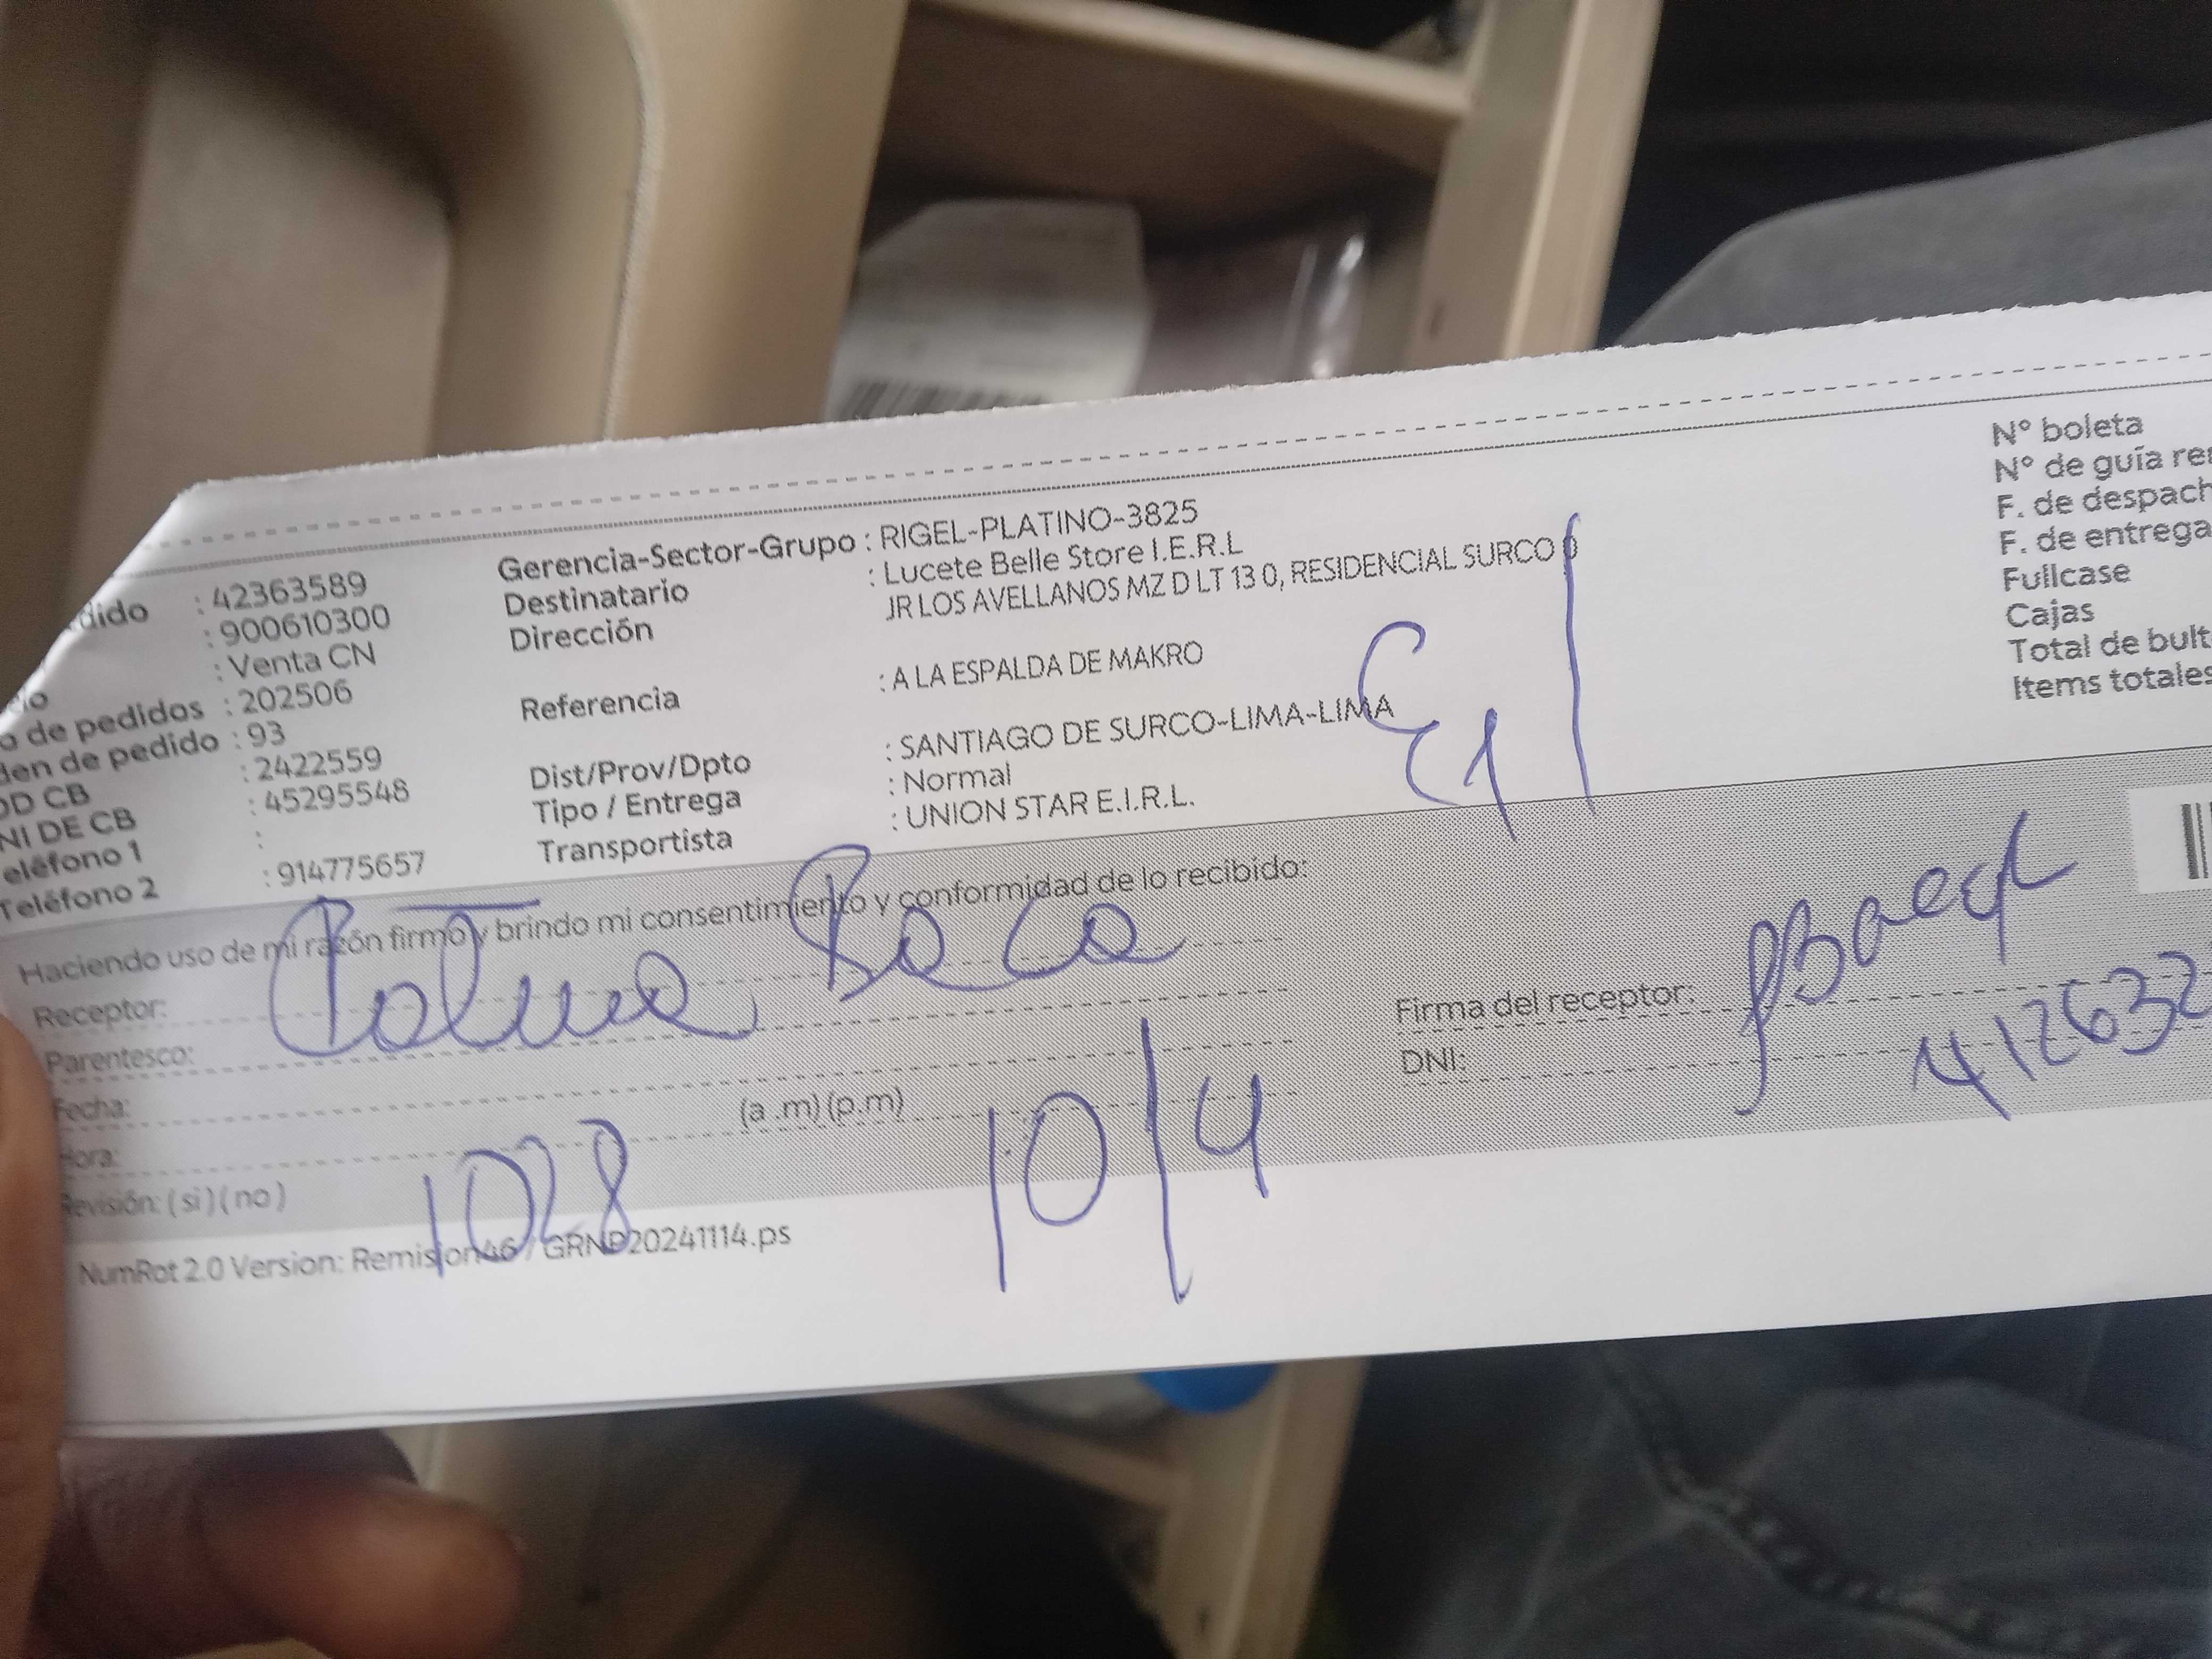 dido : 42363589
: 900610300
: Venta CN
o de pedidos : 202506
den de pedido : 93
OD CB : 2422559
NI DE CB : 45295548
eléfono 1 :
Teléfono 2 : 914775657
Gerencia-Sector-Grupo : RIGEL-PLATINO-3825
Destinatario : Lucete Belle Store I.E.R.L
Dirección JR LOS AVELLANOS MZ D LT 13 0, RESIDENCIAL SURCO
Referencia : A LA ESPALDA DE MAKRO
Dist/Prov/Dpto : SANTIAGO DE SURCO-LIMA-LIMA
Tipo / Entrega : Normal
Transportista : UNION STAR E.I.R.L.
N° boleta
N° de guía re
F. de despach
F. de entrega
Fullcase
Cajas
Total de bult
Items totales
Haciendo uso de mi razón firmo y brindo mi consentimiento y conformidad de lo recibido:
Receptor:
Parentesco:
Fecha:
Hora: (a .m) (p.m)
Revisión: ( si ) ( no )
1028
10/4
Firma del receptor:
DNI: 412632
NumRot 2.0 Version: Remision46 / GRNP20241114.ps